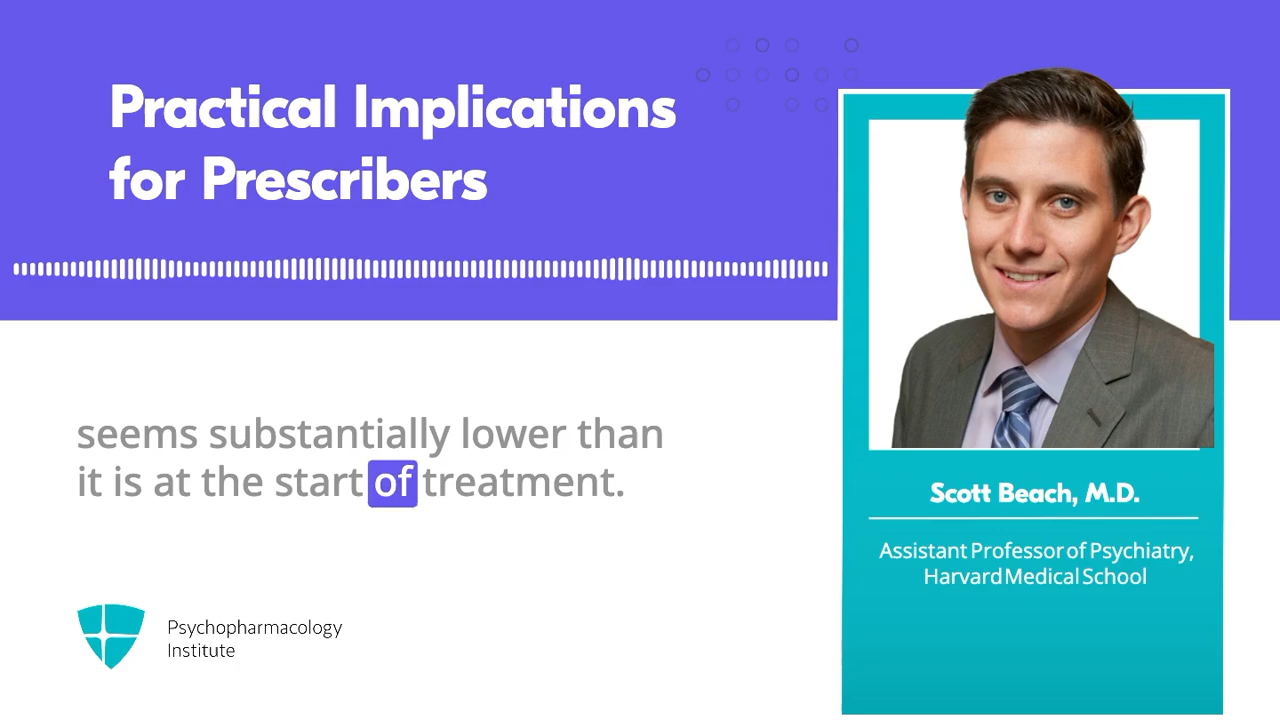 Practical Implications
for Prescribers
seems substantially lower than
it is at the start of treatment.
Psychopharmacology
Institute
Scott Beach, M.D.
Assistant Professor of Psychiatry,
Harvard Medical School